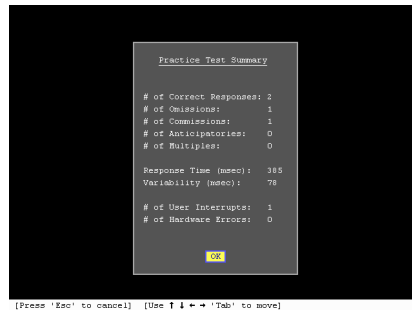 Practice Test Summary
# of Correct Responses: 2
# of Omissions: 1
# of Commissions: 1
# of Anticipatories: 0
# of Multiples: 0
Response Time (msec): 385
Variability (msec): 78
# of User Interrupts: 1
# of Hardware Errors: 0
OK
[Press 'Esc' to cancel] [Use ↑ ↓ ← → 'Tab' to move]